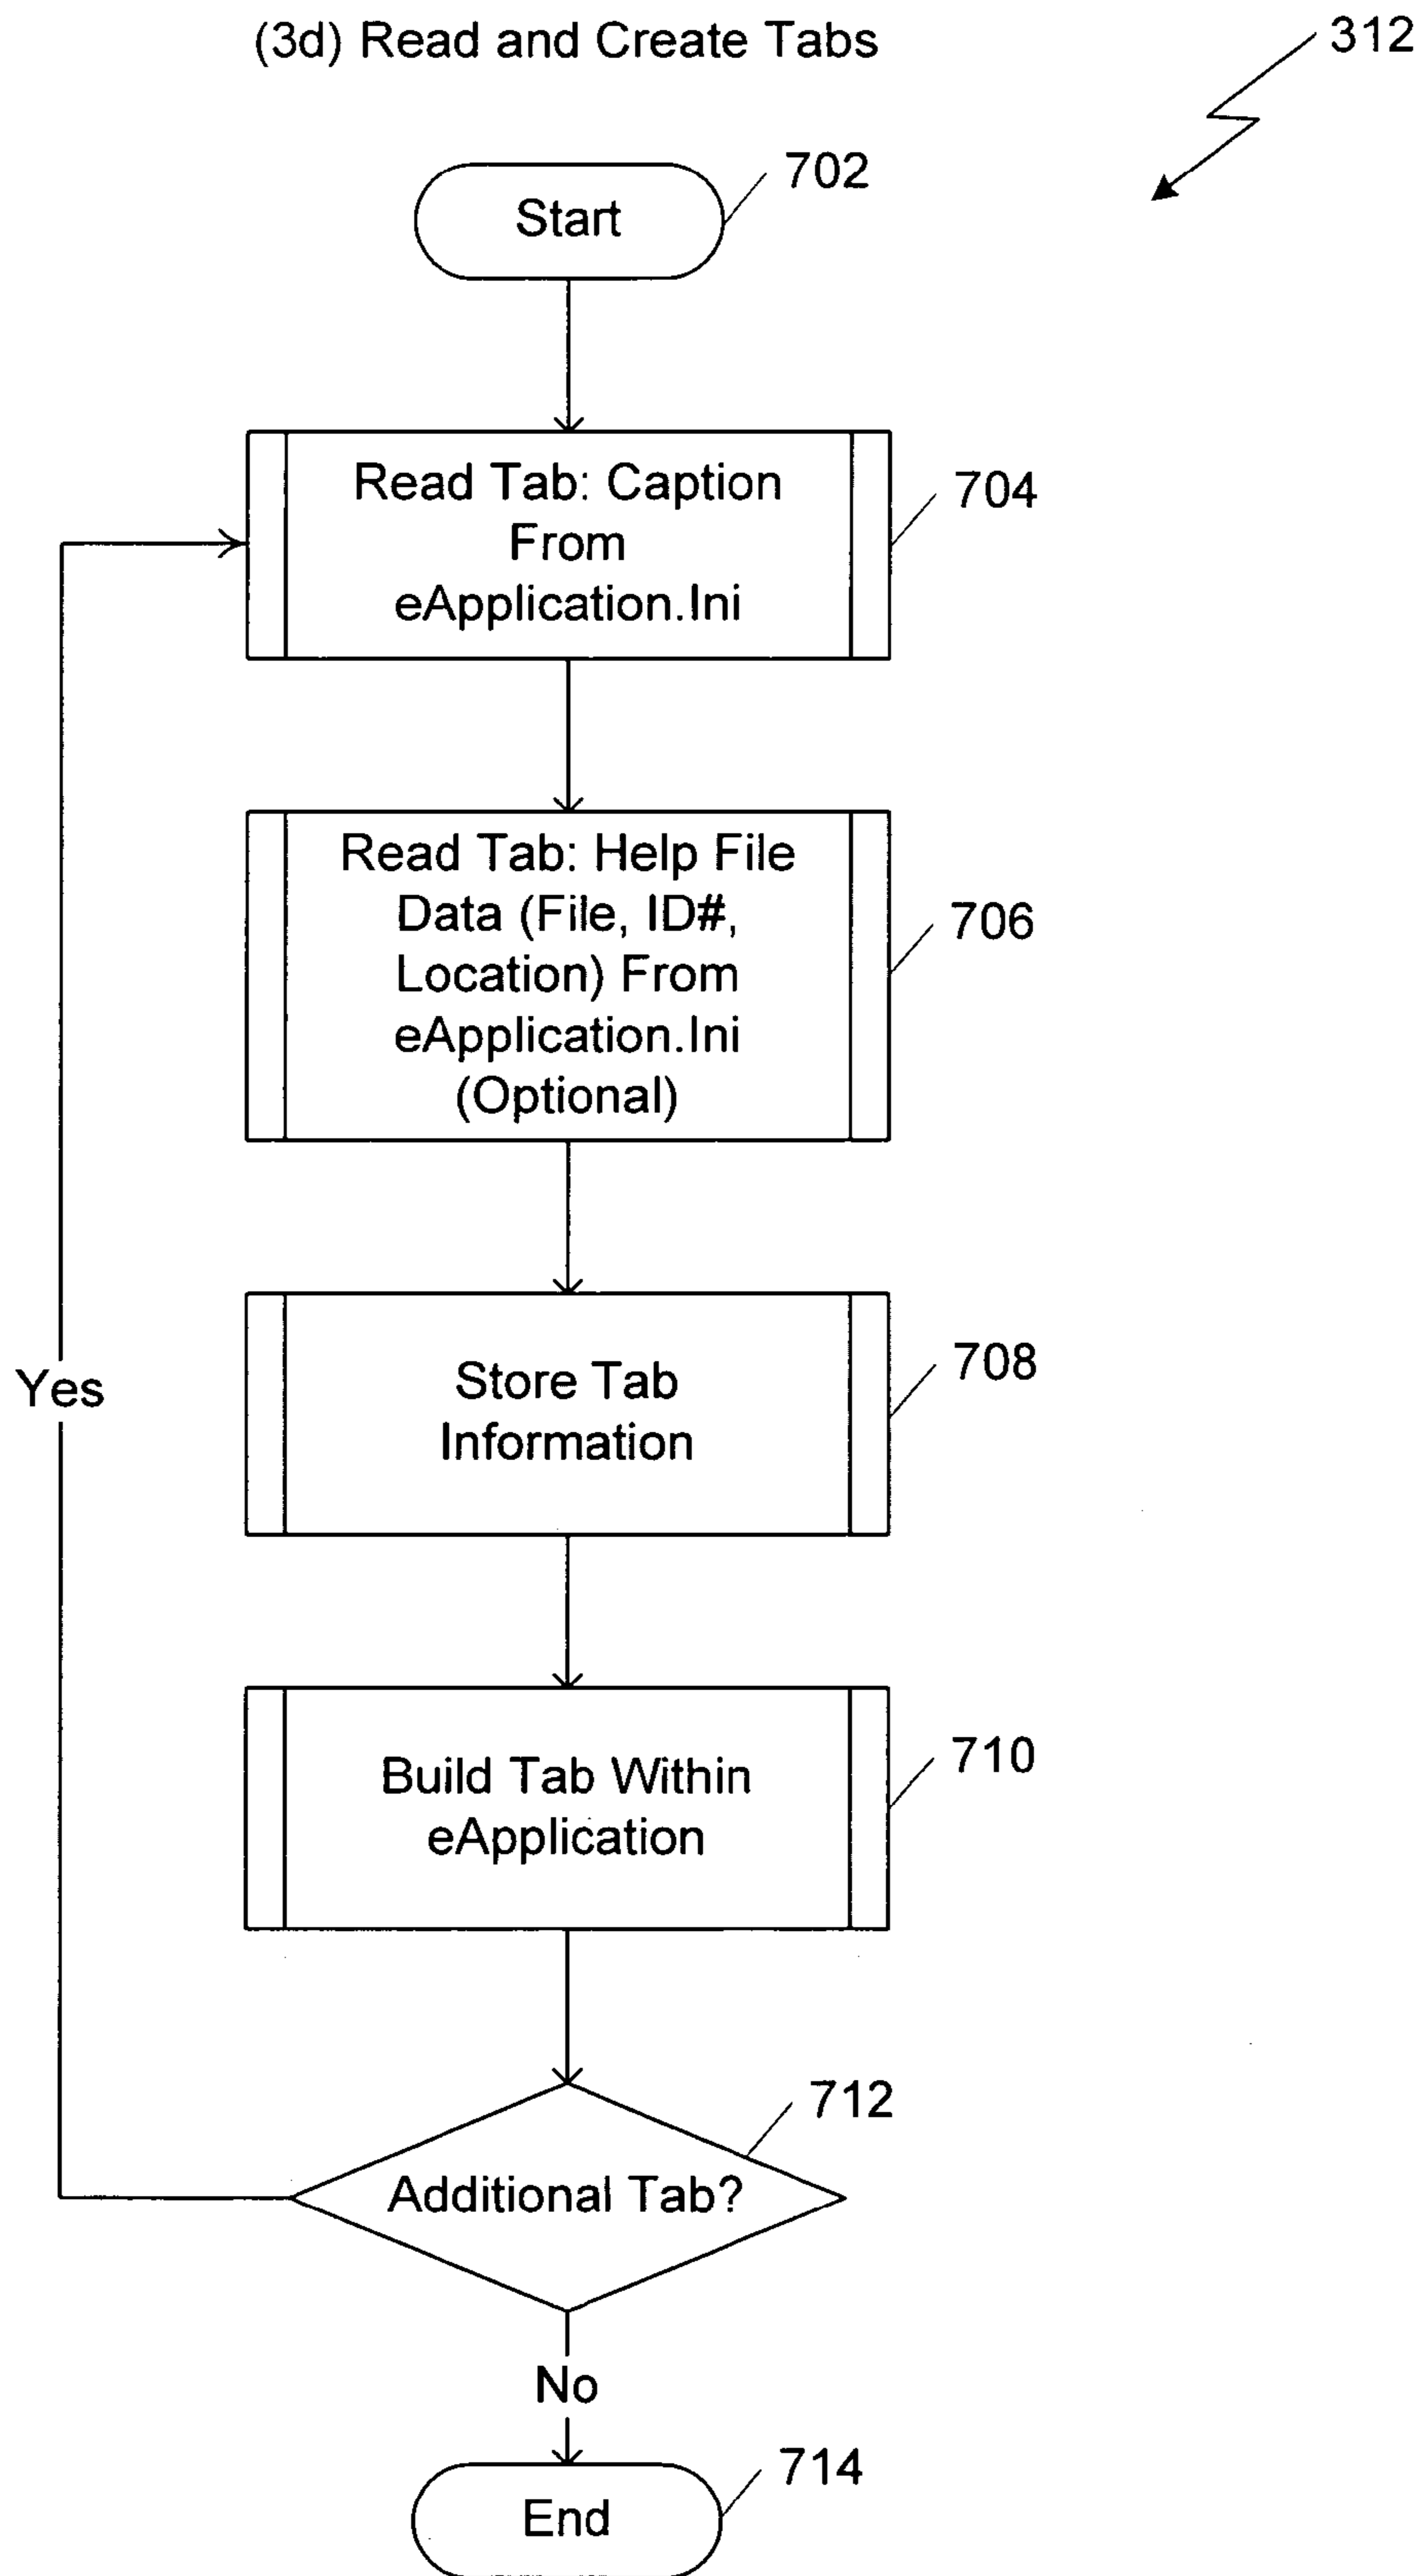 (3d) Read and Create Tabs
312
702
Start
Read Tab: Caption
From
eApplication.Ini
704
Read Tab: Help File
Data (File, ID#,
Location) From
eApplication.Ini
(Optional)
706
Store Tab
Information
708
Yes
Build Tab Within
eApplication
710
712
Additional Tab?
No
714
End